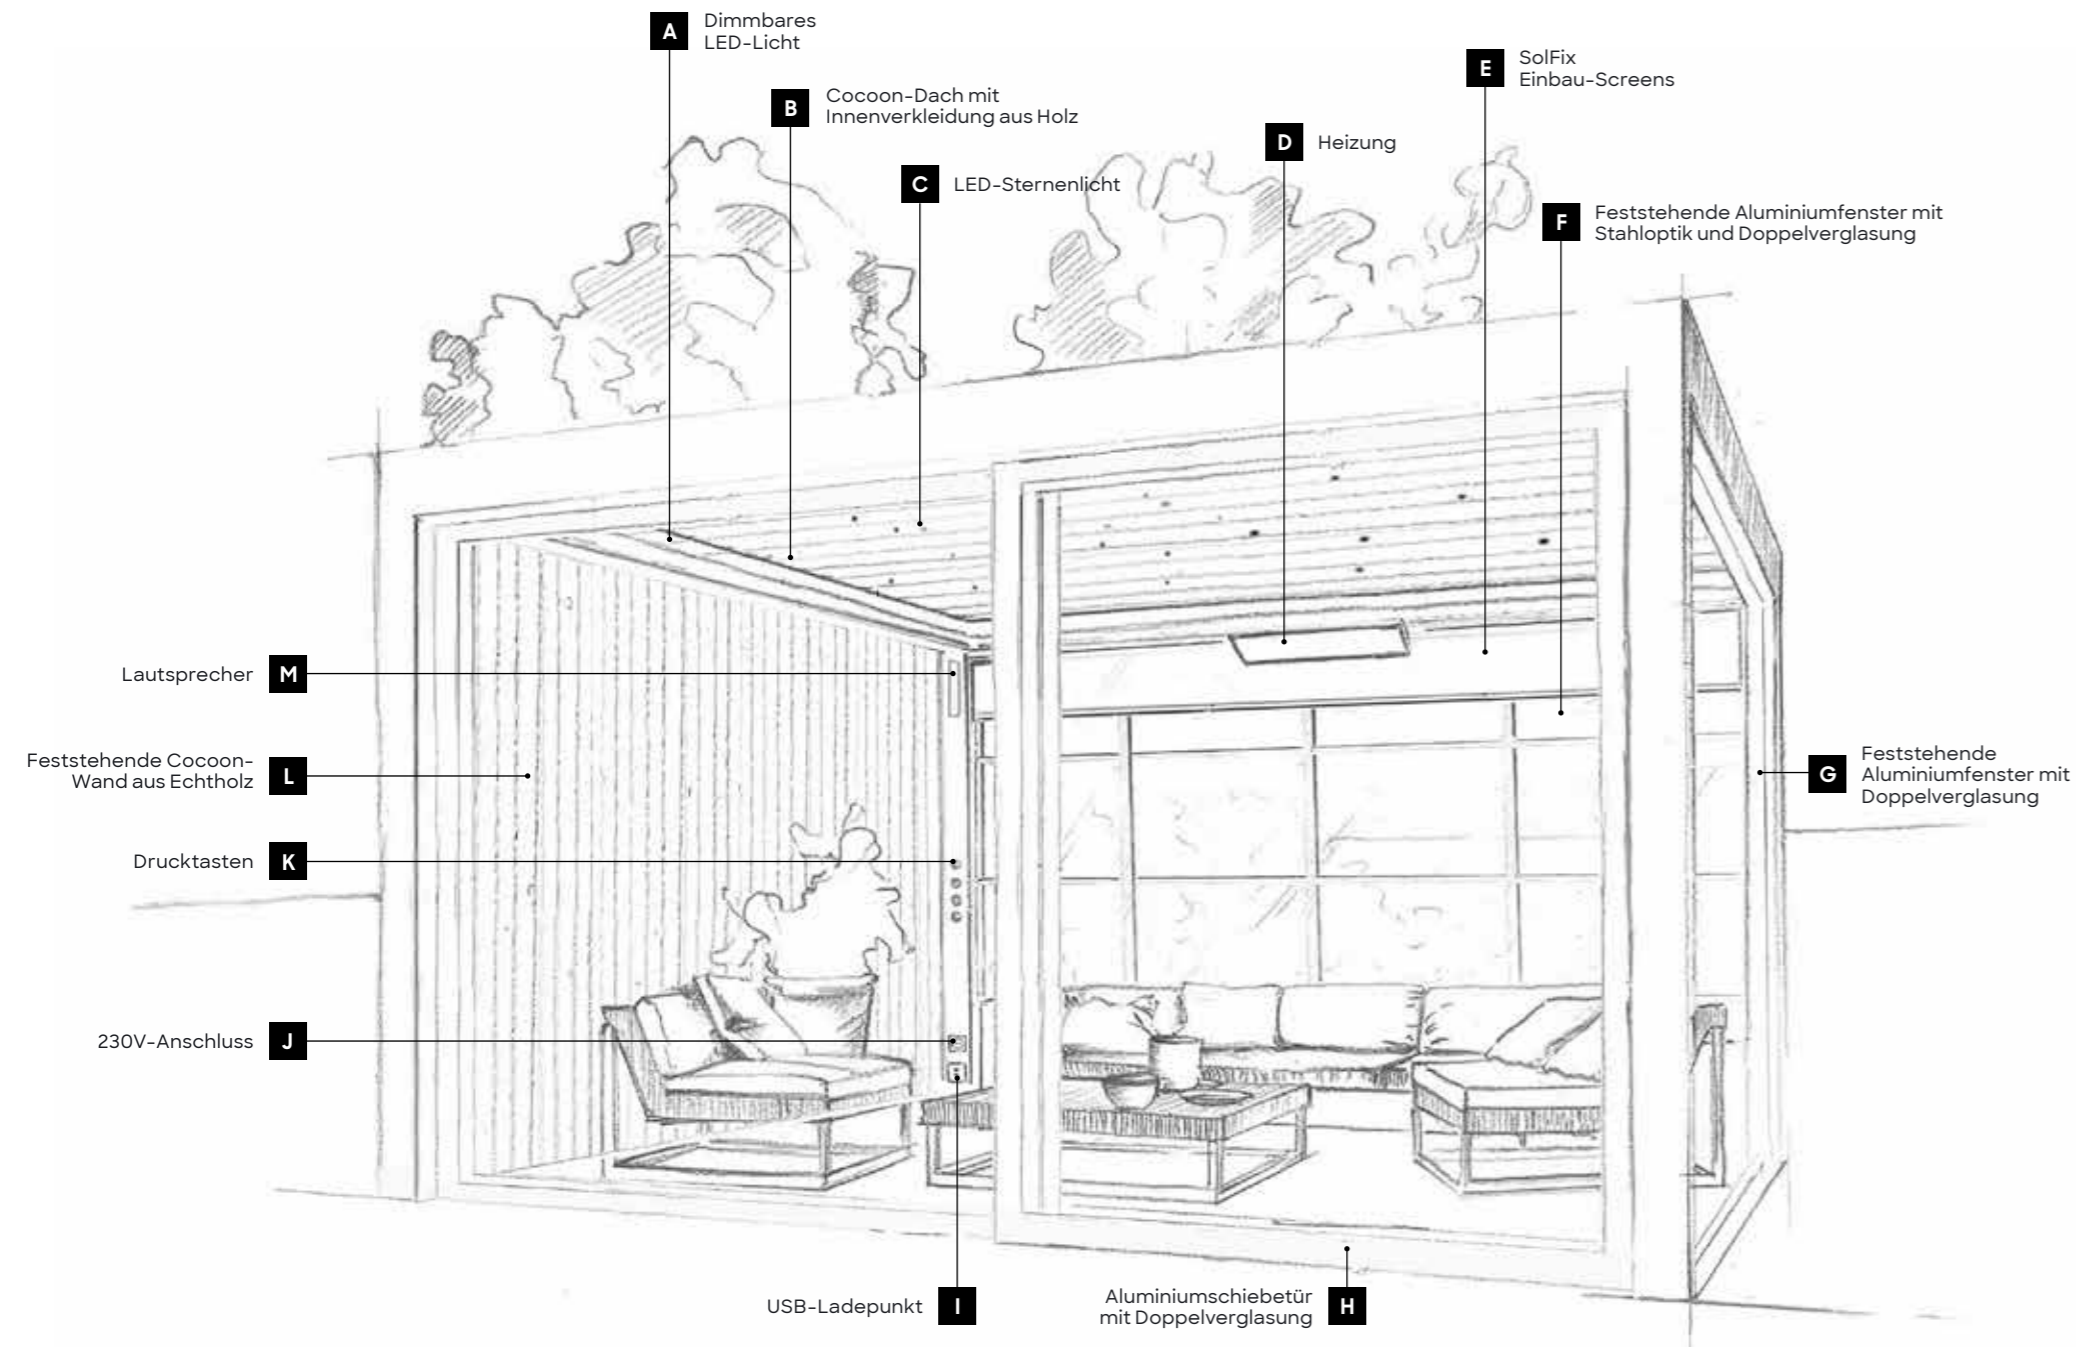 A
Dimmbares
LED-Licht
B
Cocoon-Dach mit
Innenverkleidung aus Holz
C
LED-Sternenlicht
D
Heizung
E
SolFix
Einbau-Screens
F
Feststehende Aluminiumfenster mit
Stahloptik und Doppelverglasung
G
Feststehende
Aluminiumfenster mit
Doppelverglasung
Aluminiumschiebetür
mit Doppelverglasung
H
USB-Ladepunkt
I
230V-Anschluss
J
Drucktasten
K
Feststehende Cocoon-
Wand aus Echtholz
L
Lautsprecher
M